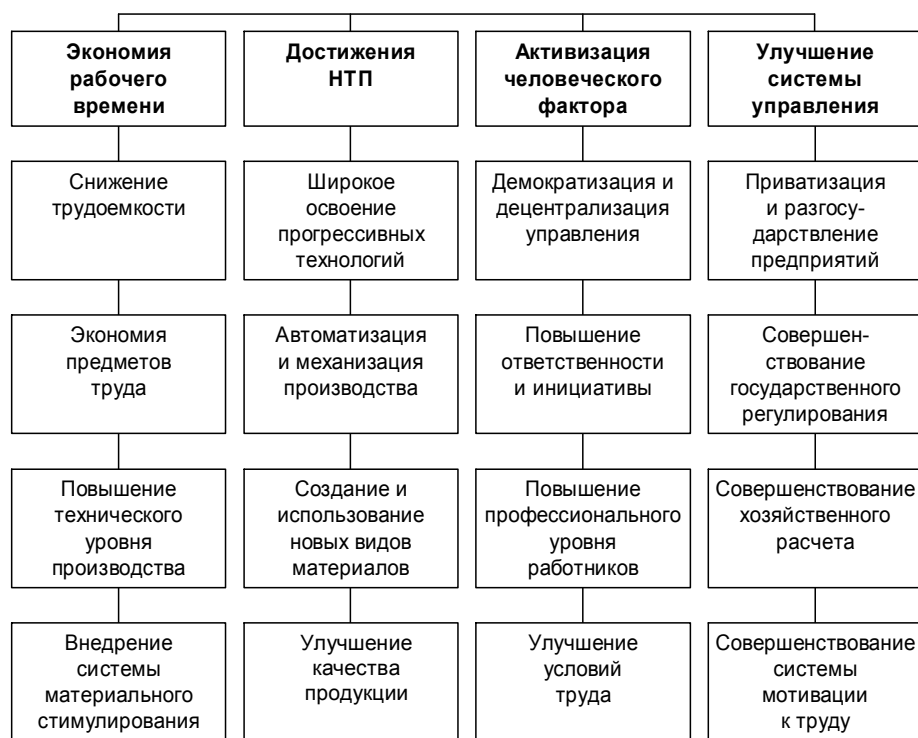 Экономия
рабочего
времени
Достижения
НТП
Активизация
человеческого
фактора
Улучшение
системы
управления
Снижение
трудоемкости
Широкое
освоение
прогрессивных
технологий
Демократизация и
децентрализация
управления
Приватизация
и разгосу-
дарствление
предприятий
Экономия
предметов
труда
Автоматизация
и механизация
производства
Повышение
ответственности
и инициативы
Совершен-
ствование
государственного
регулирования
Повышение
технического
уровня
производства
Создание и
использование
новых видов
материалов
Повышение
профессионального
уровня
работников
Совершенствование
хозяйственного
расчета
Внедрение
системы
материального
стимулирования
Улучшение
качества
продукции
Улучшение
условий
труда
Совершенствование
системы
мотивации
к труду